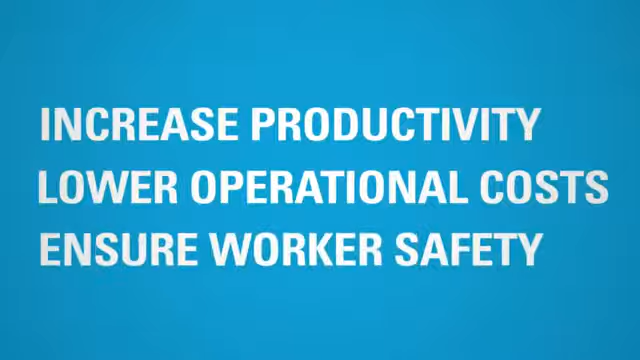 INCREASE PRODUCTIVITY
LOWER OPERATIONAL COSTS
ENSURE WORKER SAFETY